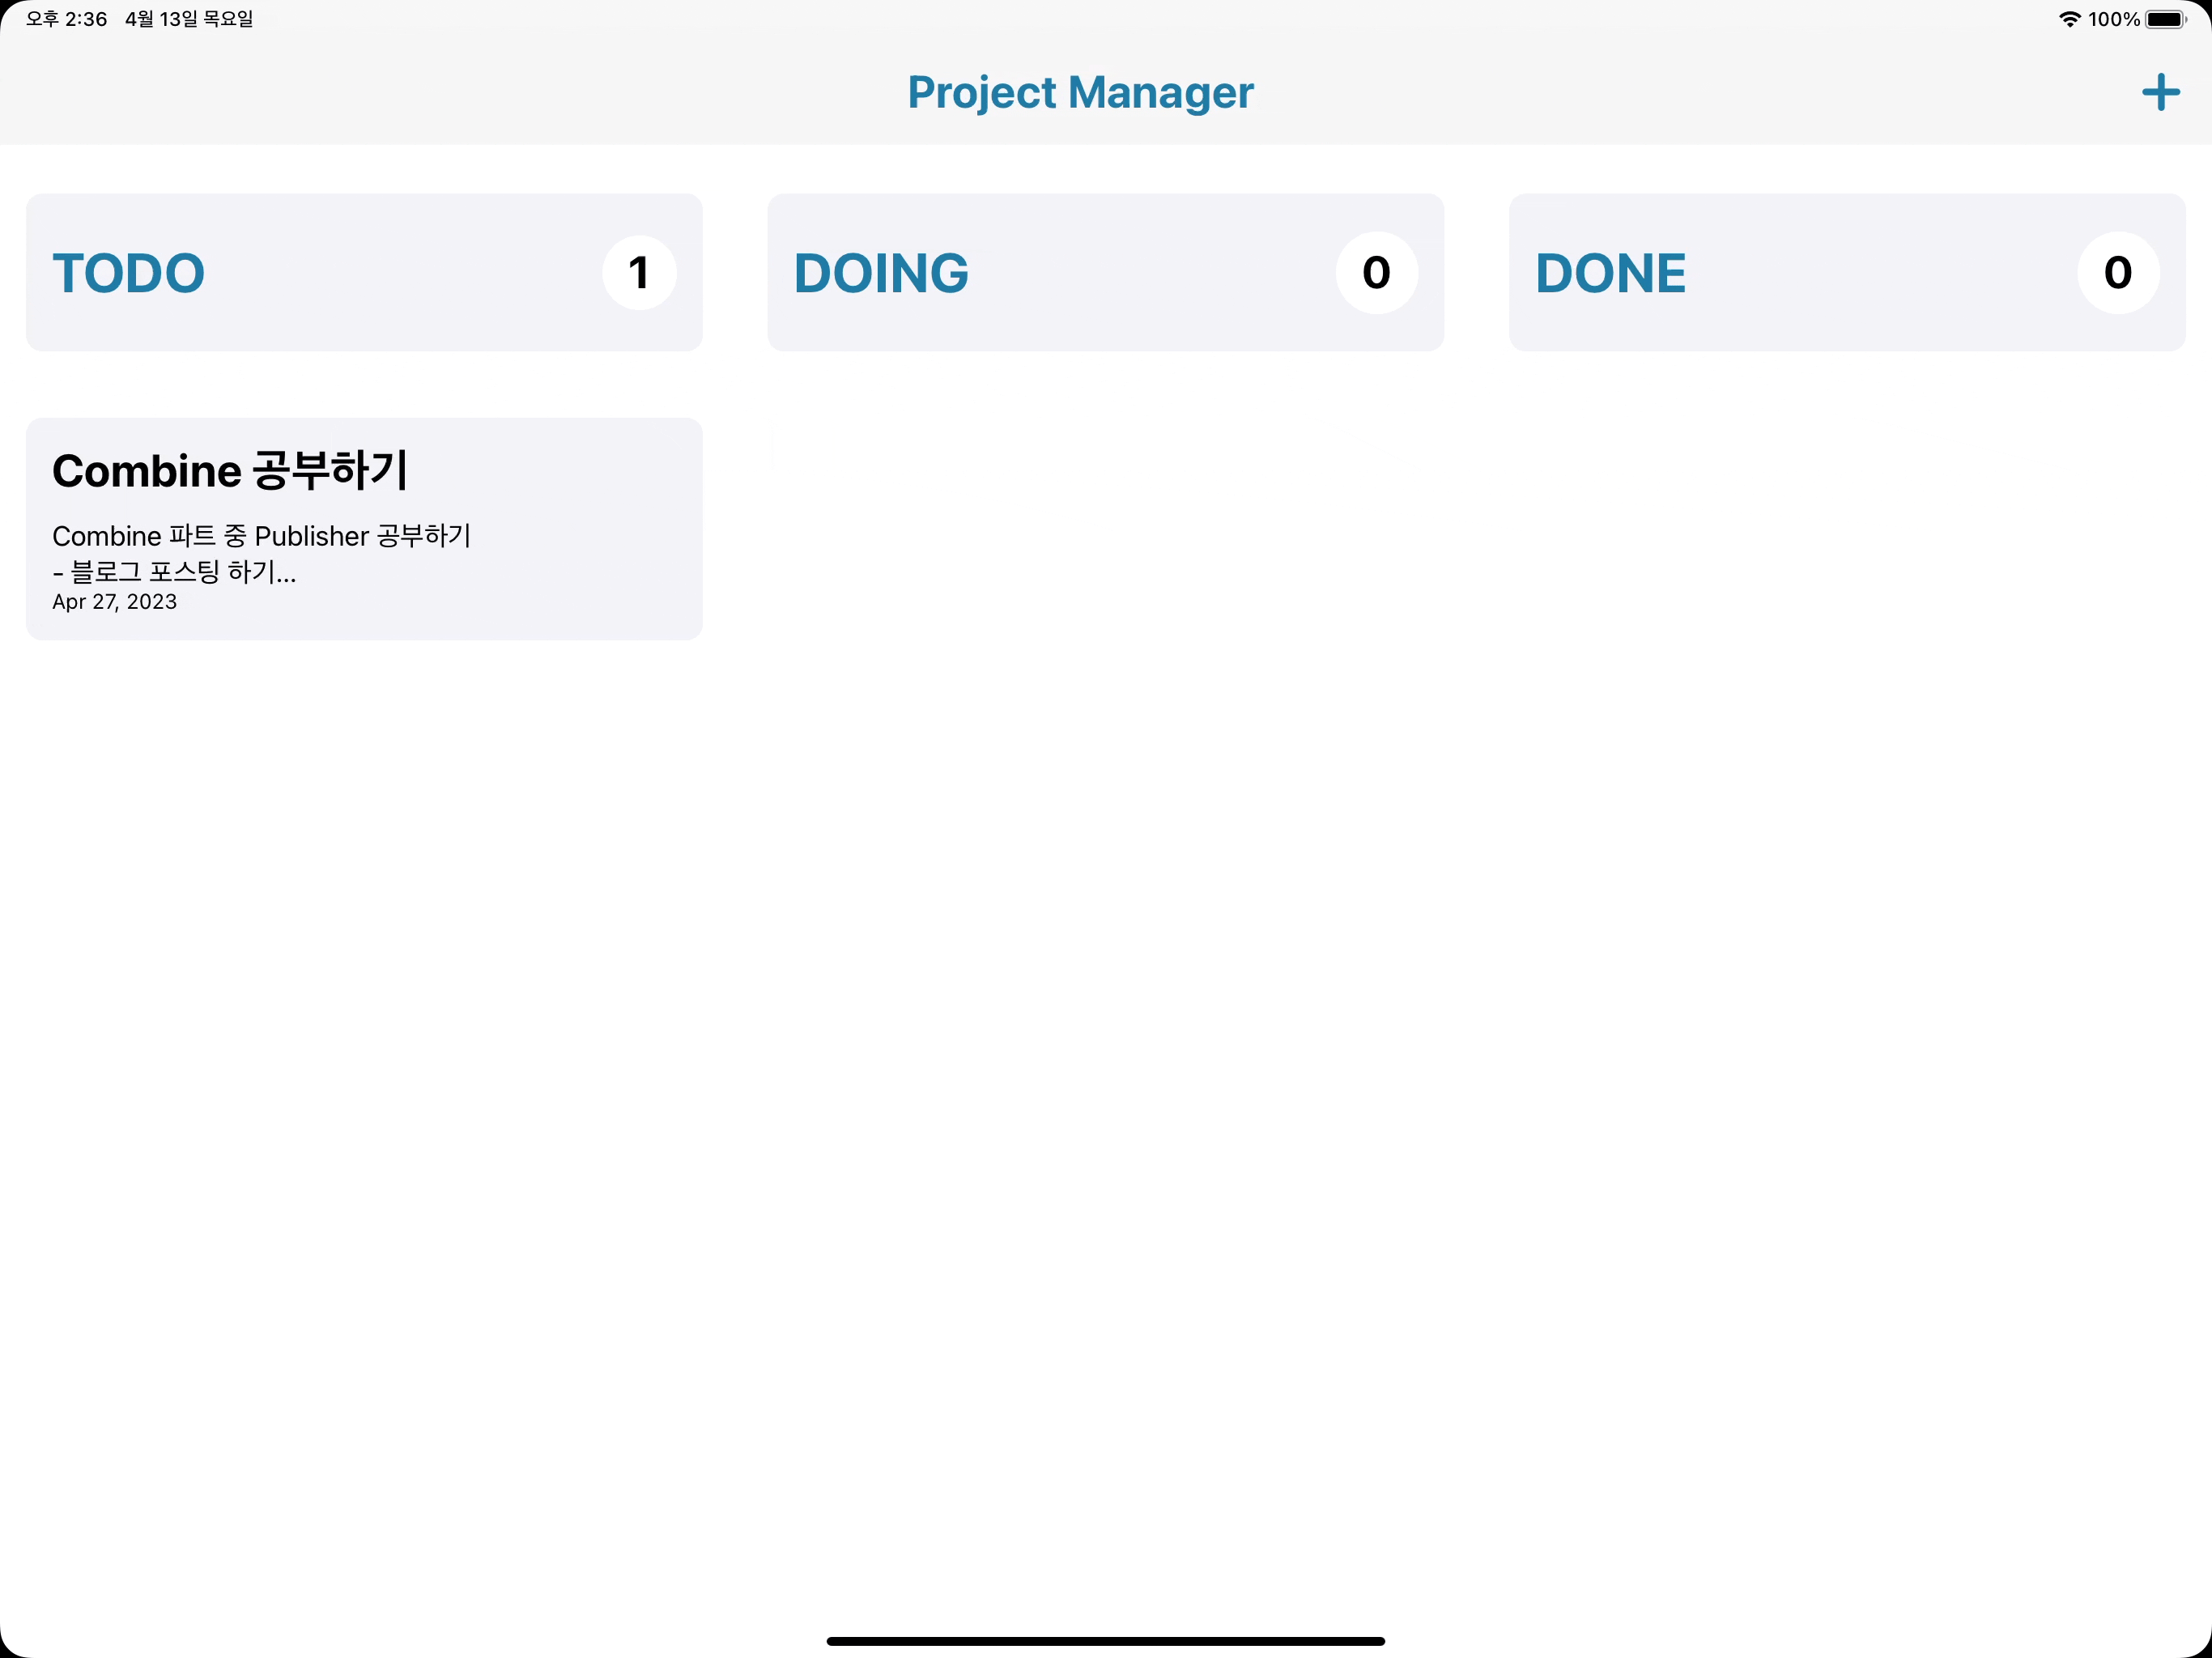 오후 2:36 4월 13일 목요일
100%
Project Manager
TODO 1
DOING 0
DONE 0
Combine 공부하기
Combine 파트 중 Publisher 공부하기
- 블로그 포스팅 하기...
Apr 27, 2023